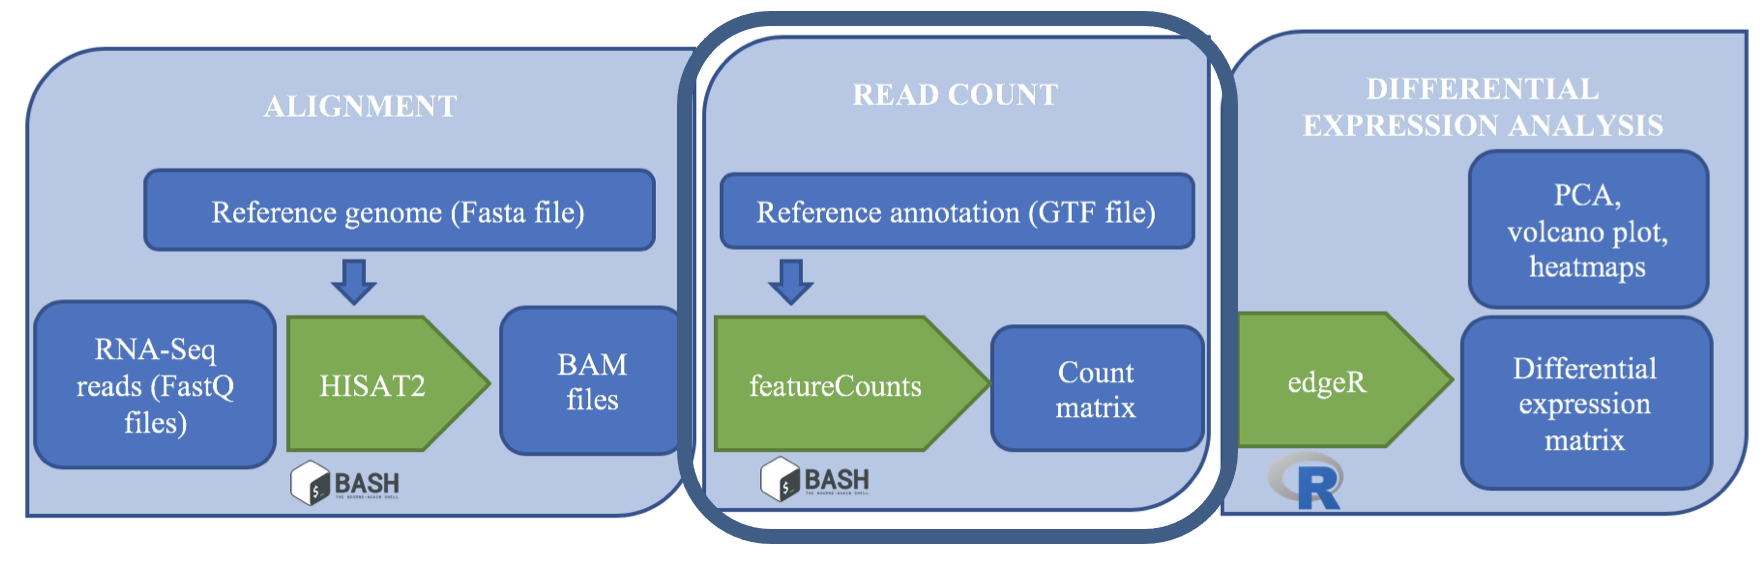 ALIGNMENT
Reference genome (Fasta file)
RNA-Seq
reads (FastQ
files)
HISAT2
BAM
files
$_
BASH
THE BOURNE-AGAIN SHELL
READ COUNT
Reference annotation (GTF file)
featureCounts
Count
matrix
$_
BASH
THE BOURNE-AGAIN SHELL
DIFFERENTIAL
EXPRESSION ANALYSIS
PCA,
volcano plot,
heatmaps
edgeR
Differential
expression
matrix
R